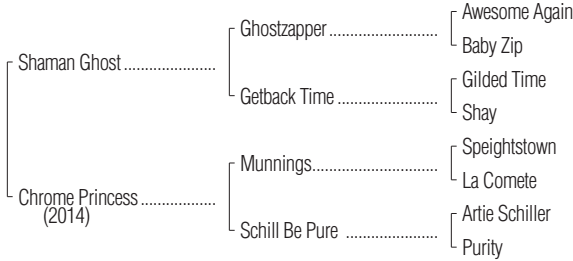 Awesome Again
Ghostzapper ......................
Baby Zip
Shaman Ghost ...................
Gilded Time
Getback Time ....................
Shay
Speightstown
Munnings..........................
La Comete
Chrome Princess ...............
(2014)
Artie Schiller
Schill Be Pure ...................
Purity